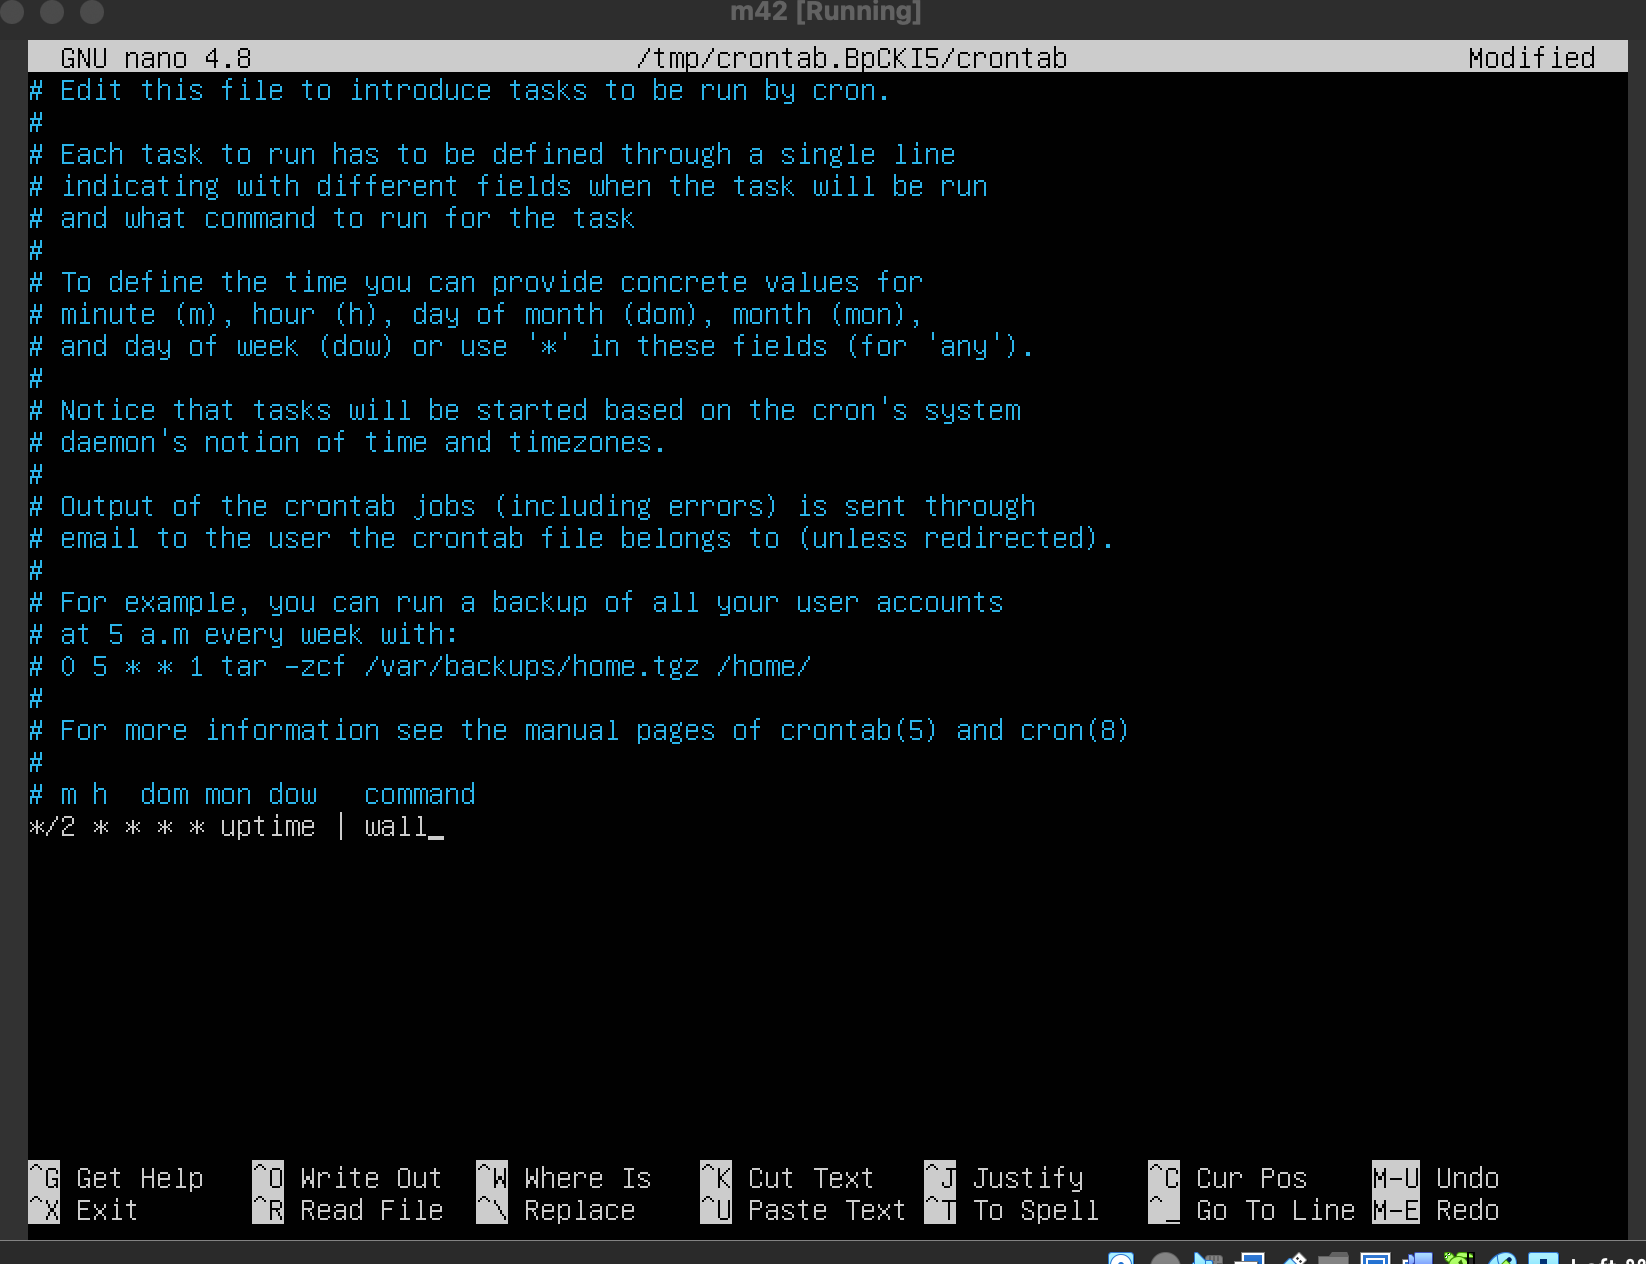 m42 [Running]
GNU nano 4.8 /tmp/crontab.BpCKI5/crontab Modified
# Edit this file to introduce tasks to be run by cron.
#
# Each task to run has to be defined through a single line
# indicating with different fields when the task will be run
# and what command to run for the task
#
# To define the time you can provide concrete values for
# minute (m), hour (h), day of month (dom), month (mon),
# and day of week (dow) or use '*' in these fields (for 'any').
#
# Notice that tasks will be started based on the cron's system
# daemon's notion of time and timezones.
#
# Output of the crontab jobs (including errors) is sent through
# email to the user the crontab file belongs to (unless redirected).
#
# For example, you can run a backup of all your user accounts
# at 5 a.m every week with:
# 0 5 * * 1 tar -zcf /var/backups/home.tgz /home/
#
# For more information see the manual pages of crontab(5) and cron(8)
#
# m h  dom mon dow   command
*/2 * * * * uptime | wall_
^G Get Help ^O Write Out ^W Where Is ^K Cut Text ^J Justify ^C Cur Pos M-U Undo
^X Exit ^R Read File ^\ Replace ^U Paste Text ^T To Spell ^_ Go To Line M-E Redo
Left